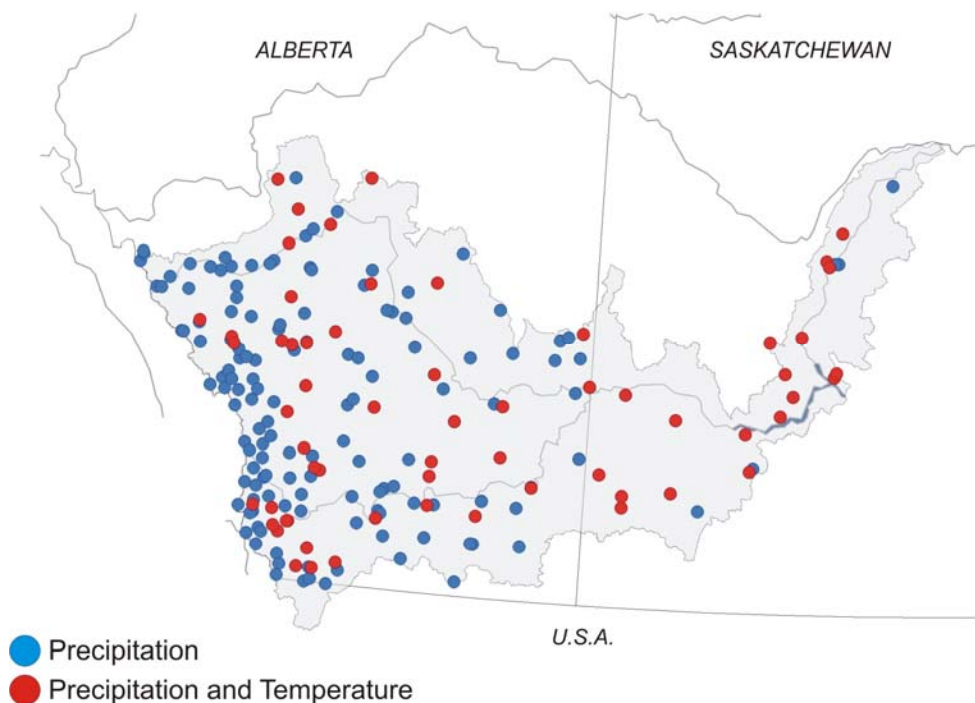 ALBERTA
SASKATCHEWAN
U.S.A.
Precipitation
Precipitation and Temperature